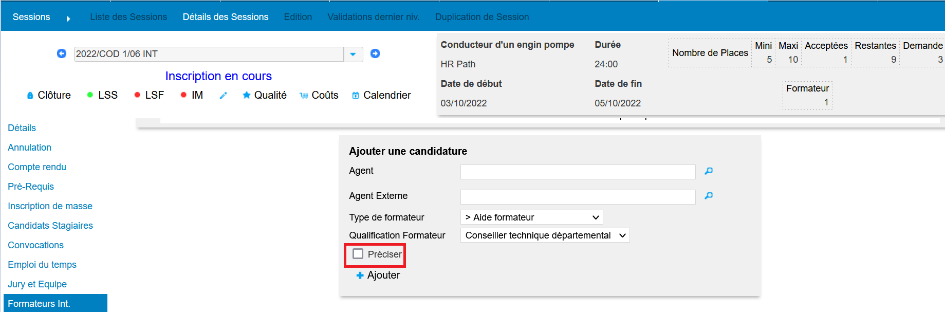 Sessions Liste des Sessions Détails des Sessions Edition Validations dernier niv. Duplication de Session
2022/COD 1/06 INT
Inscription en cours
Clôture LSS LSF IM Qualité Coûts Calendrier
Conducteur d'un engin pompe Durée
HR Path 24:00
Date de début Date de fin
03/10/2022 05/10/2022
Nombre de Places Mini Maxi Acceptées Restantes Demande
5 10 1 9 3
Formateur
1
Détails
Annulation
Compte rendu
Pré-Requis
Inscription de masse
Candidats Stagiaires
Convocations
Emploi du temps
Jury et Equipe
Formateurs Int.
Ajouter une candidature
Agent
Agent Externe
Type de formateur > Aide formateur
Qualification Formateur Conseiller technique départemental
Préciser
+ Ajouter